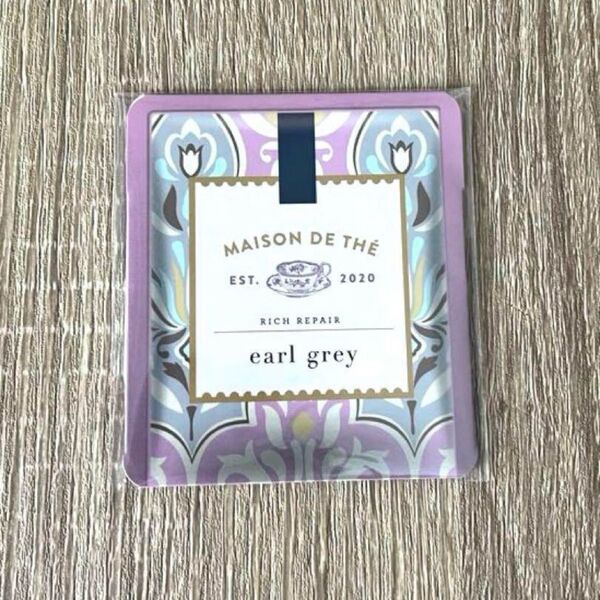 MAISON DE THÉ
EST. 2020
RICH REPAIR
earl grey